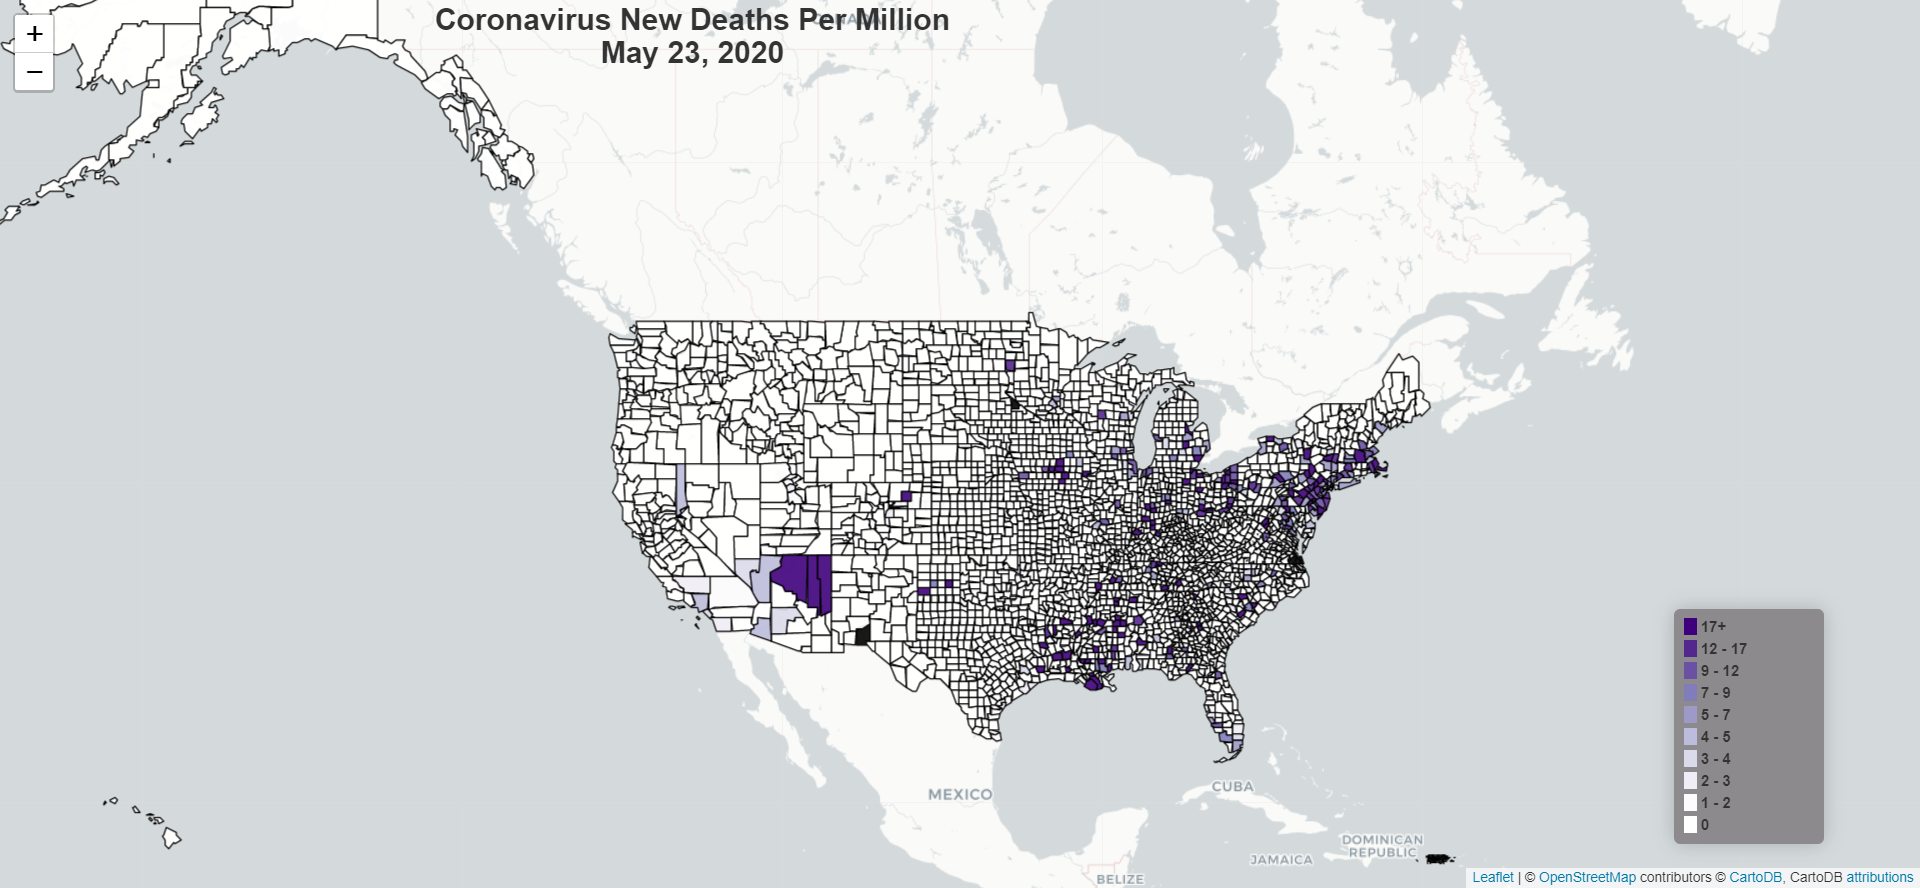 +
−
Coronavirus New Deaths Per Million
May 23, 2020
CANADA
MEXICO
CUBA
DOMINICAN
REPUBLIC
JAMAICA
BELIZE
17+
12 - 17
9 - 12
7 - 9
5 - 7
4 - 5
3 - 4
2 - 3
1 - 2
0
Leaflet | © OpenStreetMap contributors © CartoDB, CartoDB attributions